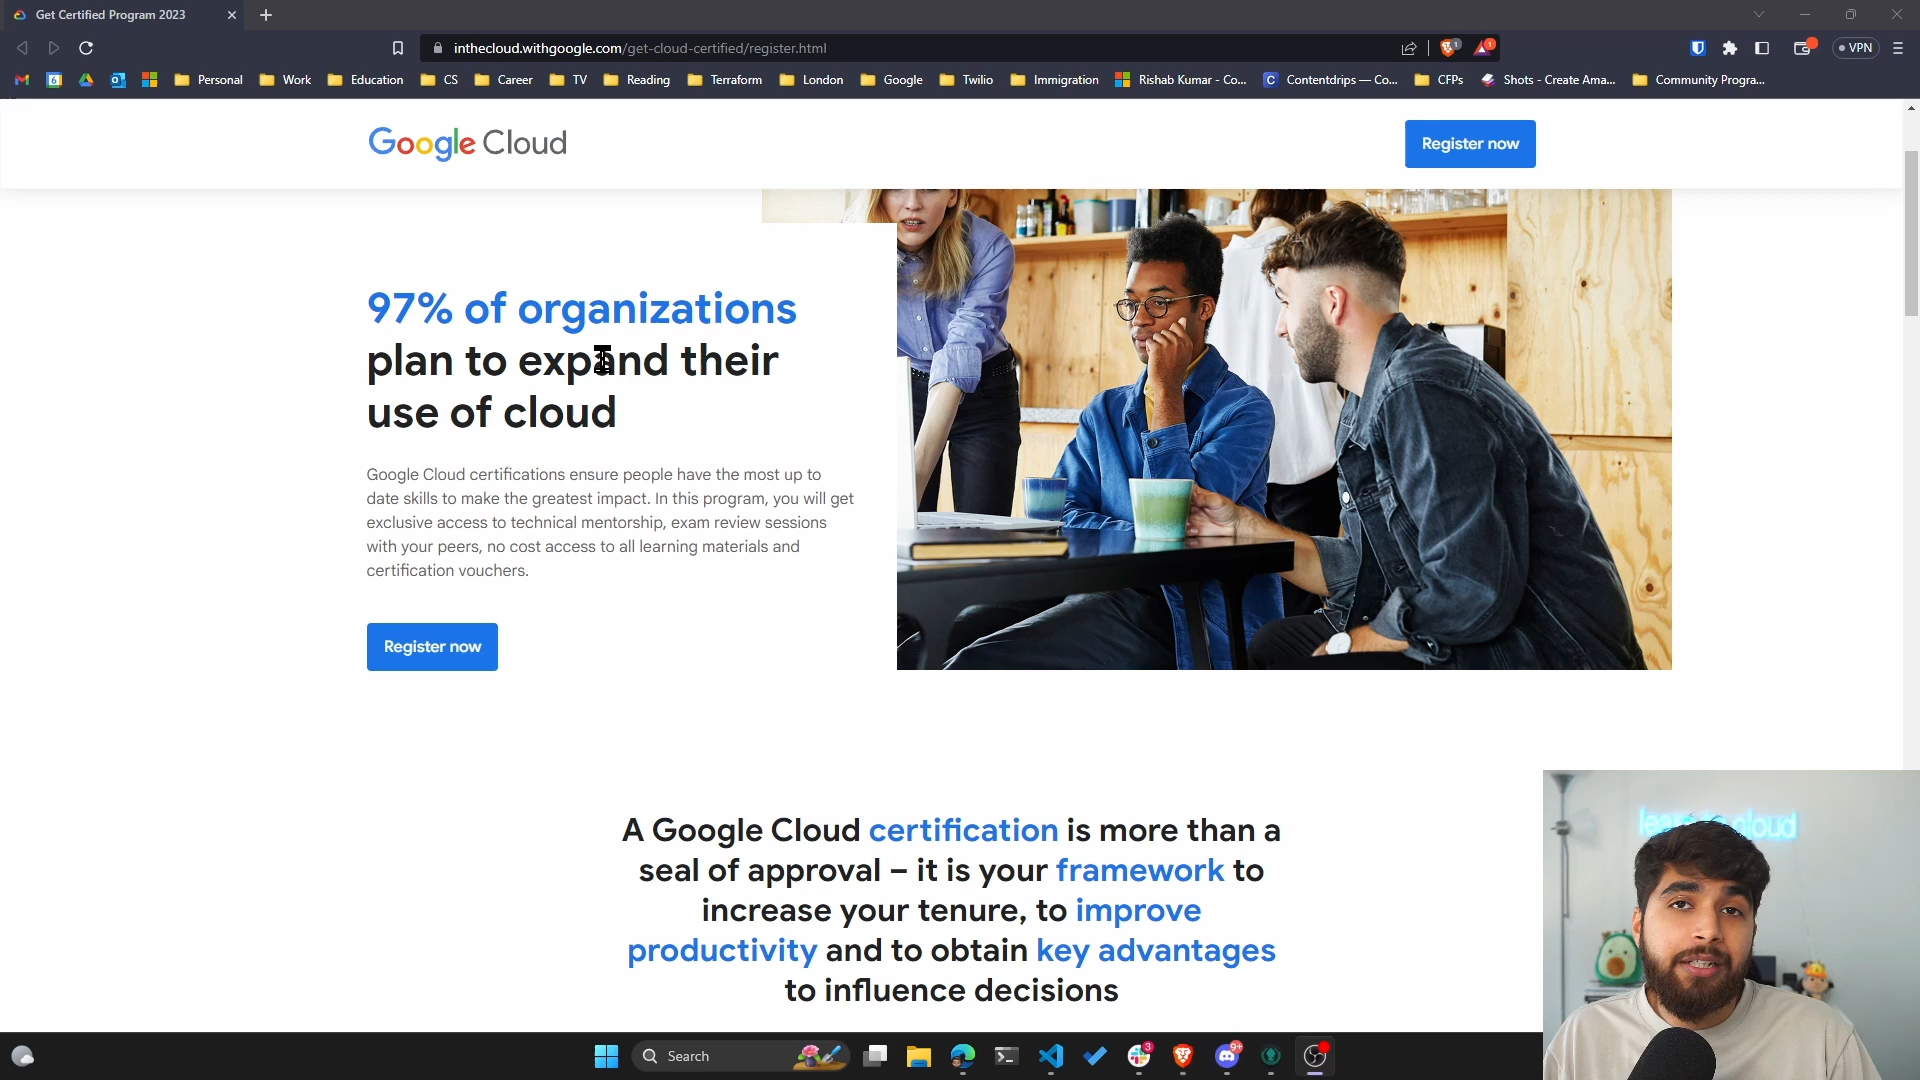 Get Certified Program 2023
inthecloud.withgoogle.com/get-cloud-certified/register.html
1
1
VPN
6
Personal
Work
Education
CS
Career
TV
Reading
Terraform
London
Google
Twilio
Immigration
Rishab Kumar - Co...
Contentdrips — Co...
CFPs
Shots - Create Ama...
Community Progra...
Google Cloud
Register now
97% of organizations
plan to expand their
use of cloud
Google Cloud certifications ensure people have the most up to
date skills to make the greatest impact. In this program, you will get
exclusive access to technical mentorship, exam review sessions
with your peers, no cost access to all learning materials and
certification vouchers.
Register now
A Google Cloud certification is more than a
seal of approval – it is your framework to
increase your tenure, to improve
productivity and to obtain key advantages
to influence decisions
cloud
Search
3
9+